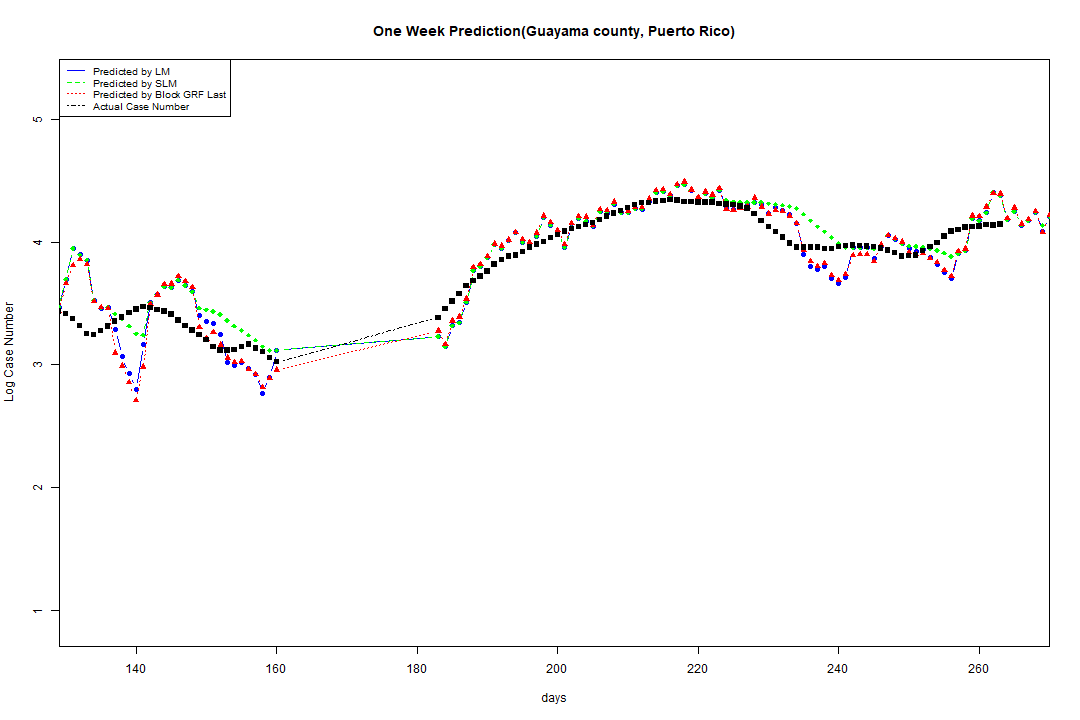 One Week Prediction(Guayama county, Puerto Rico)
Predicted by LM
Predicted by SLM
Predicted by Block GRF Last
Actual Case Number
5
4
3
2
1
Log Case Number
140 160 180 200 220 240 260
days